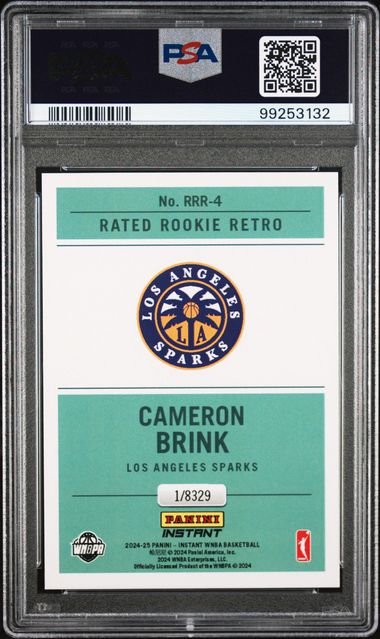 PSA
99253132
No. RRR-4
RATED ROOKIE RETRO
LOS ANGELES
LA
SPARKS
CAMERON
BRINK
LOS ANGELES SPARKS
1/8329
PANINI
INSTANT
2024-25 PANINI – INSTANT WNBA BASKETBALL
© 2024 Panini America, Inc.
© 2024 WNBA Enterprises, LLC.
Officially Licensed Product of the WNBPA © 2024
WNBPA